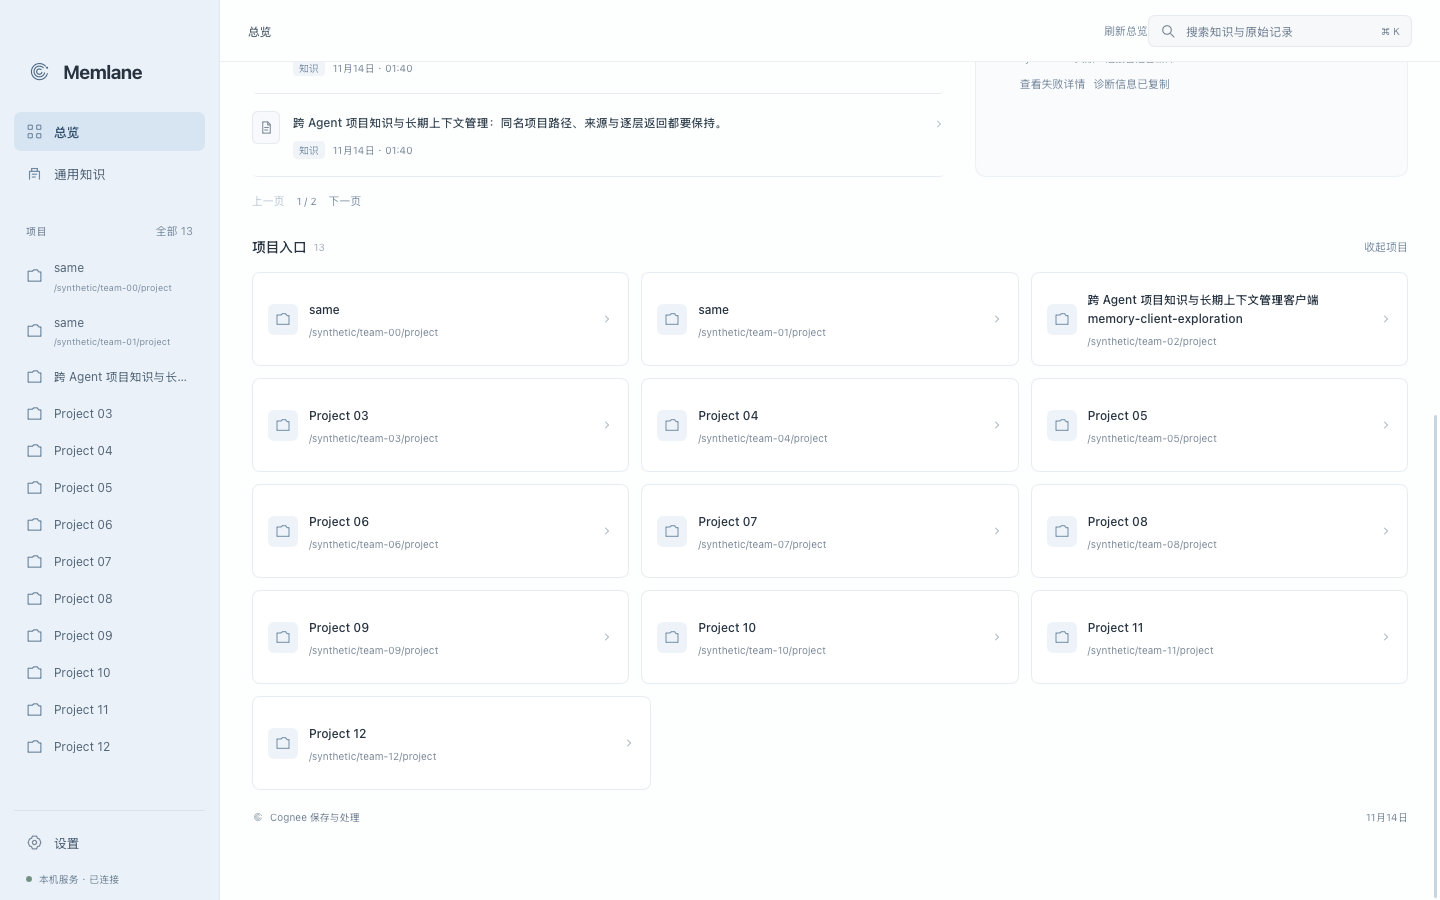 Memlane
总览
通用知识
项目
全部 13
same
/synthetic/team-00/project
same
/synthetic/team-01/project
跨 Agent 项目知识与长...
Project 03
Project 04
Project 05
Project 06
Project 07
Project 08
Project 09
Project 10
Project 11
Project 12
设置
本机服务 · 已连接
总览
刷新总览
搜索知识与原始记录
⌘ K
知识 11月14日 · 01:40
跨 Agent 项目知识与长期上下文管理：同名项目路径、来源与逐层返回都要保持。
知识 11月14日 · 01:40
上一页 1 / 2 下一页
查看失败详情 诊断信息已复制
项目入口 13
收起项目
same
/synthetic/team-00/project
same
/synthetic/team-01/project
跨 Agent 项目知识与长期上下文管理客户端
memory-client-exploration
/synthetic/team-02/project
Project 03
/synthetic/team-03/project
Project 04
/synthetic/team-04/project
Project 05
/synthetic/team-05/project
Project 06
/synthetic/team-06/project
Project 07
/synthetic/team-07/project
Project 08
/synthetic/team-08/project
Project 09
/synthetic/team-09/project
Project 10
/synthetic/team-10/project
Project 11
/synthetic/team-11/project
Project 12
/synthetic/team-12/project
Cognee 保存与处理
11月14日